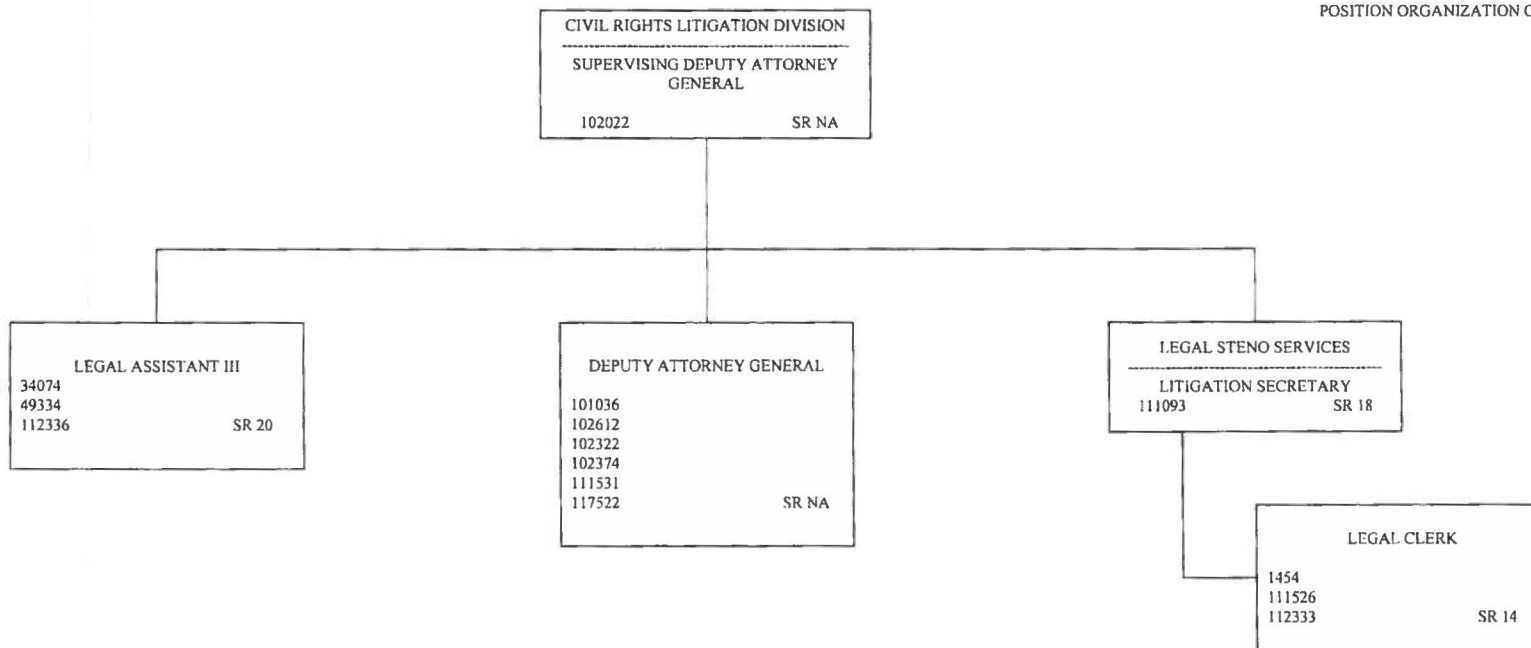 POSITION ORGANIZATION C
CIVIL RIGHTS LITIGATION DIVISION
SUPERVISING DEPUTY ATTORNEY
GENERAL
102022 SR NA
LEGAL ASSISTANT III
34074
49334
112336 SR 20
DEPUTY ATTORNEY GENERAL
101036
102612
102322
102374
111531
117522 SR NA
LEGAL STENO SERVICES
LITIGATION SECRETARY
111093 SR 18
LEGAL CLERK
1454
111526
112333 SR 14